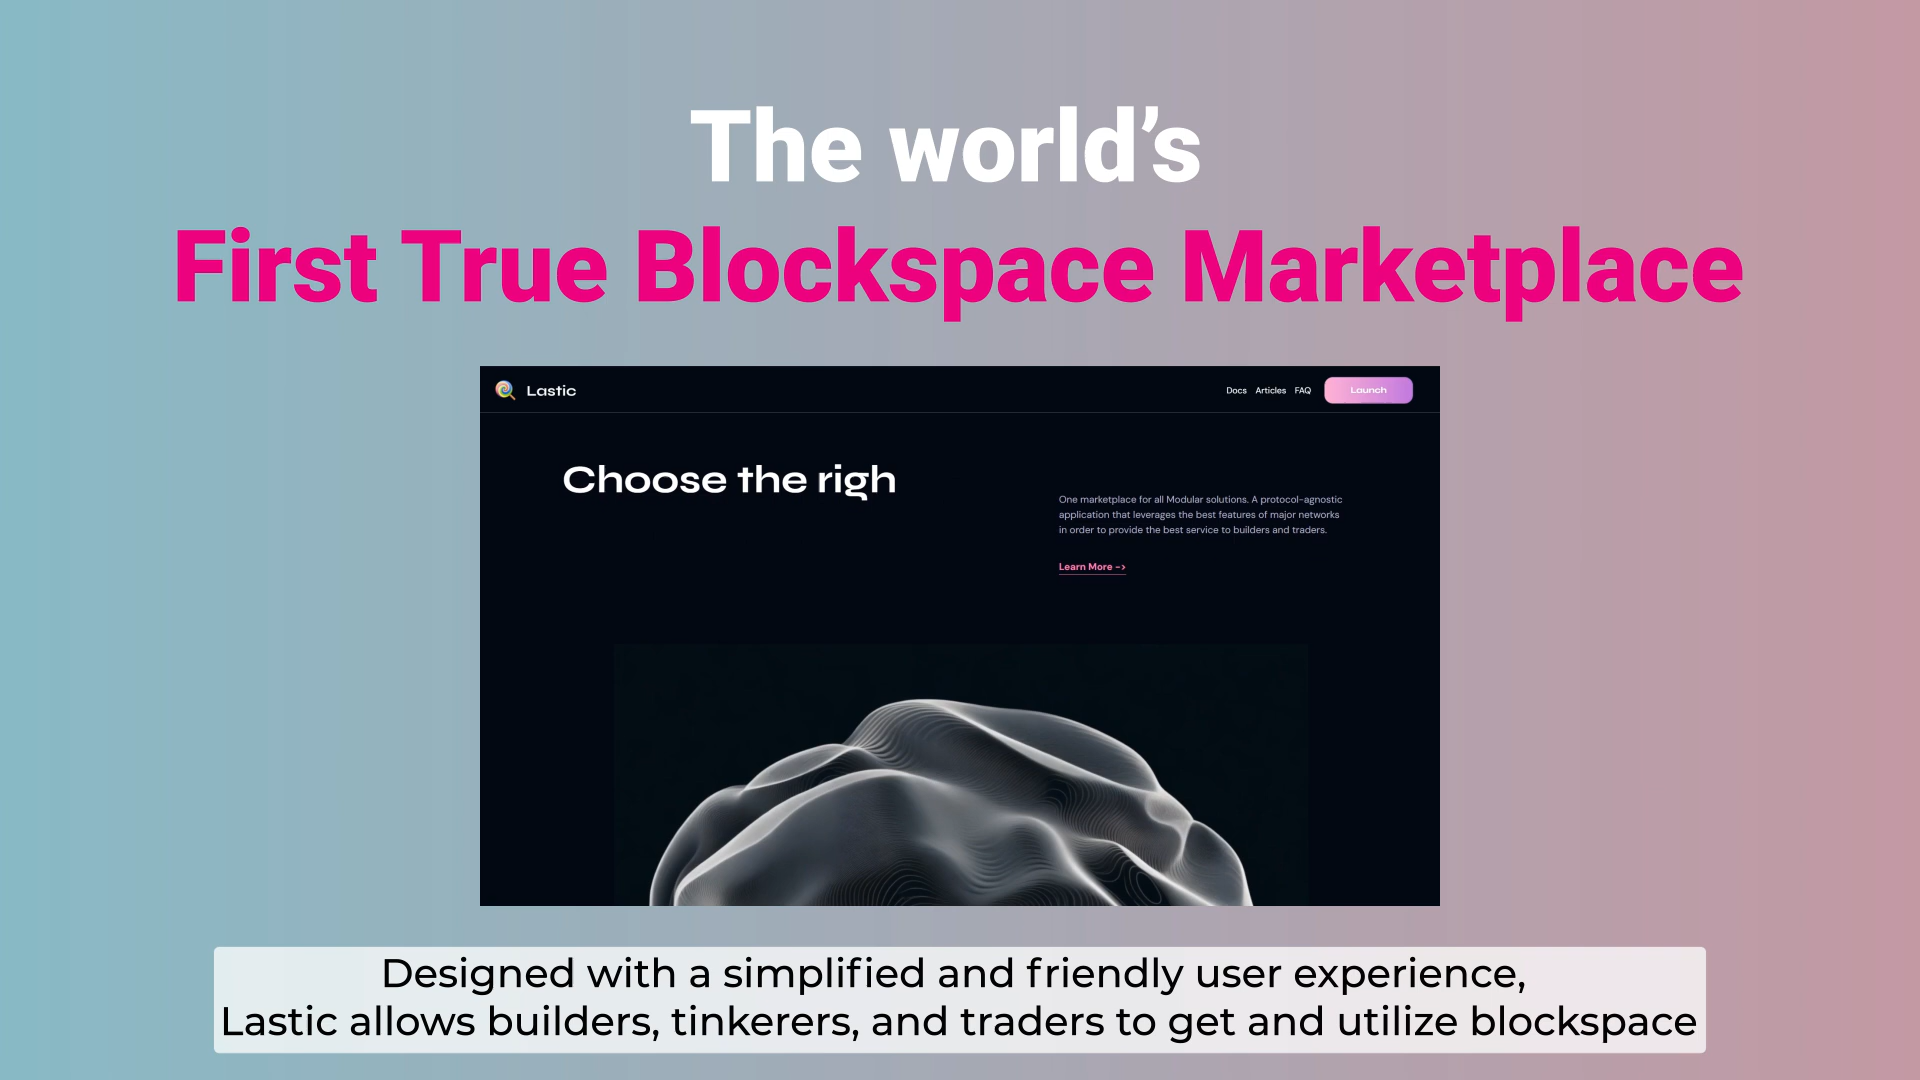 The world’s
First True Blockspace Marketplace
Lastic
Docs Articles FAQ Launch
Choose the righ
One marketplace for all Modular solutions. A protocol-agnostic
application that leverages the best features of major networks
in order to provide the best service to builders and traders.
Learn More ->
Designed with a simplified and friendly user experience,
Lastic allows builders, tinkerers, and traders to get and utilize blockspace